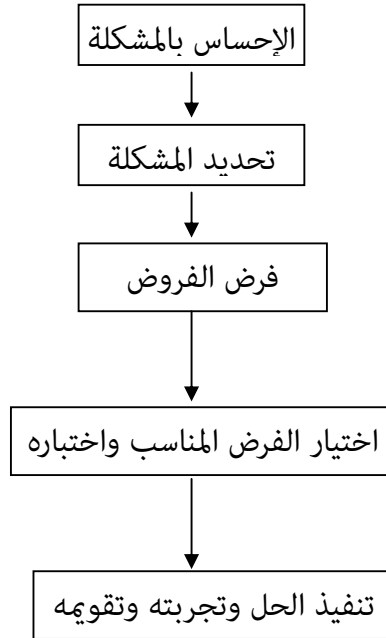 الإحساس بالمشكلة
تحديد المشكلة
فرض الفروض
اختيار الفرض المناسب واختباره
تنفيذ الحل وتجربته وتقويمه